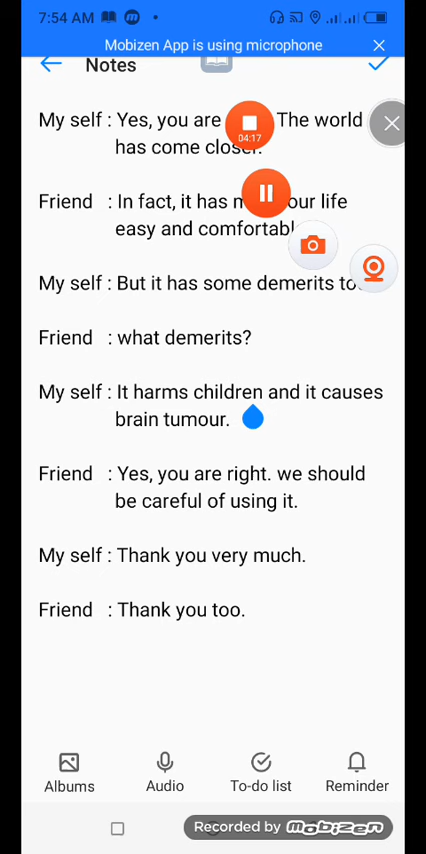 7:54 AM
Mobizen App is using microphone
Notes
My self : Yes, you are The world
has come closer.
04:17
Friend : In fact, it has our life
easy and comfortabl
My self : But it has some demerits too.
Friend : what demerits?
My self : It harms children and it causes
brain tumour.
Friend : Yes, you are right. we should
be careful of using it.
My self : Thank you very much.
Friend : Thank you too.
Albums Audio To-do list Reminder
Recorded by mobizen